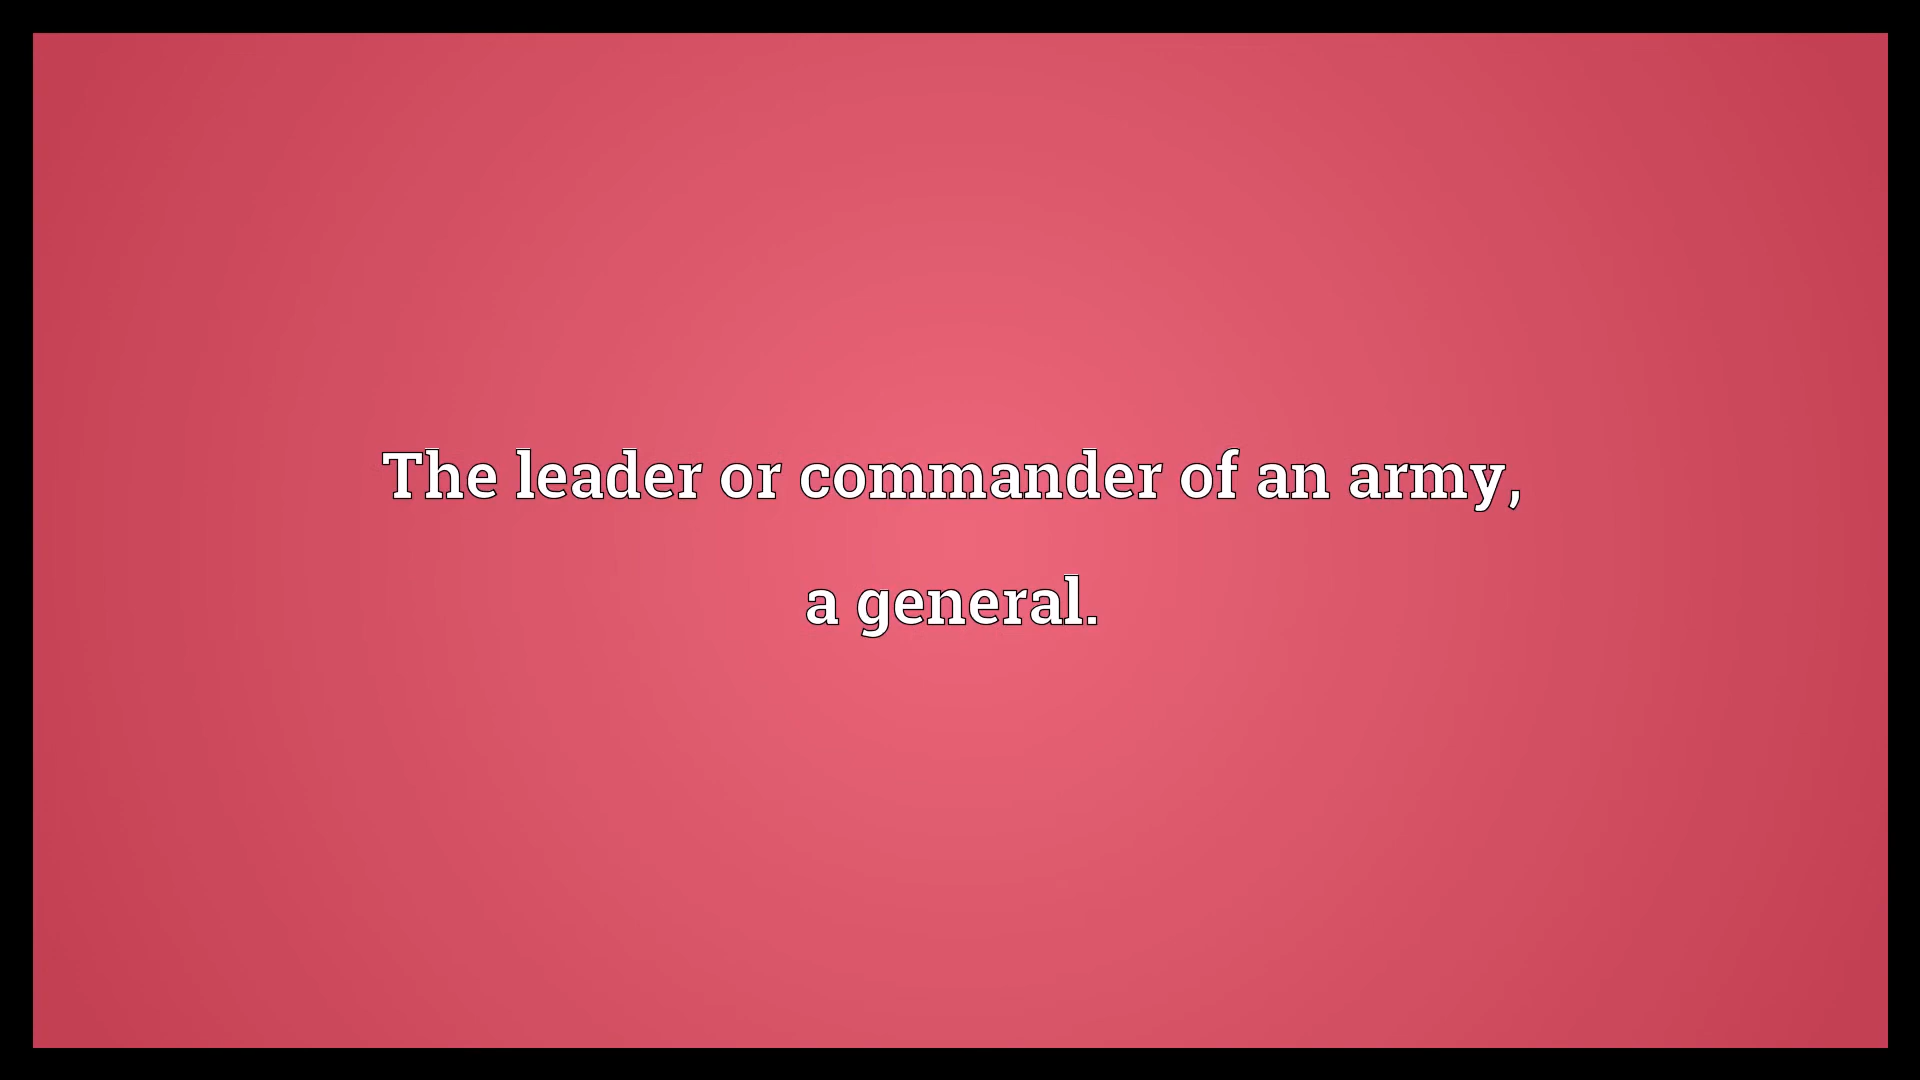 The leader or commander of an army,
a general.